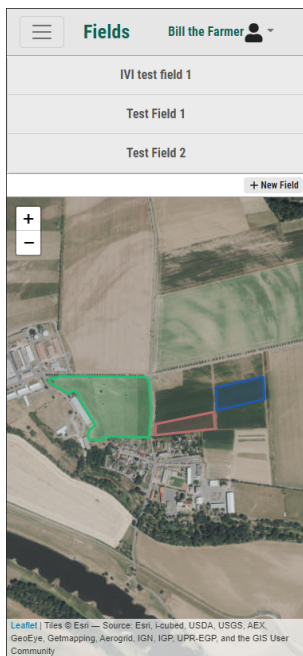 Fields
Bill the Farmer
IVI test field 1
Test Field 1
Test Field 2
+ New Field
+
−
Leaflet | Tiles © Esri — Source: Esri, i-cubed, USDA, USGS, AEX,
GeoEye, Getmapping, Aerogrid, IGN, IGP, UPR-EGP, and the GIS User
Community